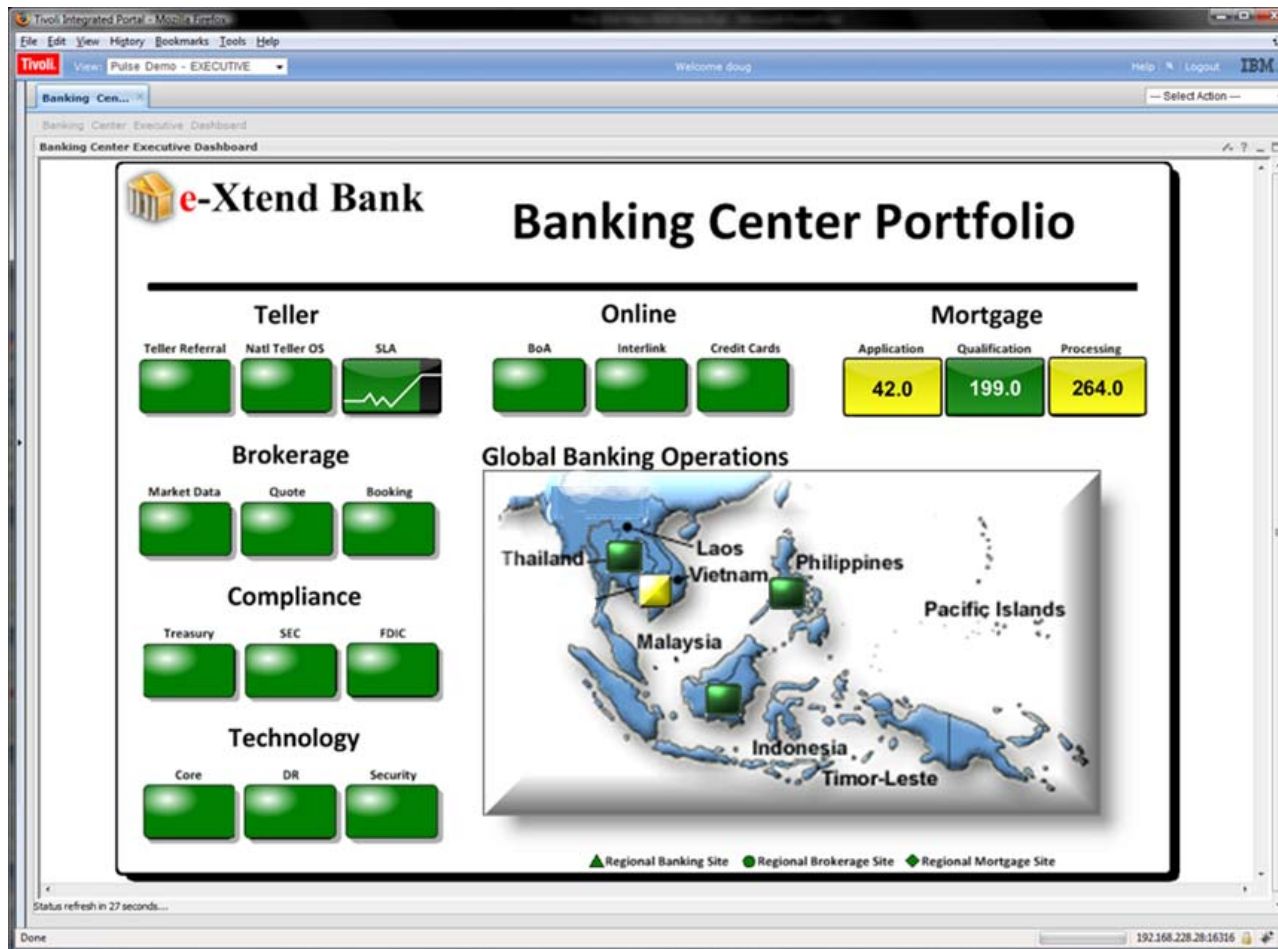 Tivoli Integrated Portal - Mozilla Firefox
File Edit View History Bookmarks Tools Help
Tivoli. View: Pulse Demo - EXECUTIVE Welcome doug Help Logout IBM
Banking Cen... --- Select Action ---
Banking Center Executive Dashboard
Banking Center Executive Dashboard
e-Xtend Bank
Banking Center Portfolio
Teller Online Mortgage
Teller Referral Natl Teller OS SLA BoA Interlink Credit Cards Application Qualification Processing
42.0 199.0 264.0
Brokerage
Global Banking Operations
Market Data Quote Booking
Laos
Thailand
Philippines
Vietnam
Compliance
Pacific Islands
Treasury SEC FDIC
Malaysia
Technology
Indonesia
Timor-Leste
Core DR Security
Regional Banking Site Regional Brokerage Site Regional Mortgage Site
Status refresh in 27 seconds...
Done 192.168.228.28:16316